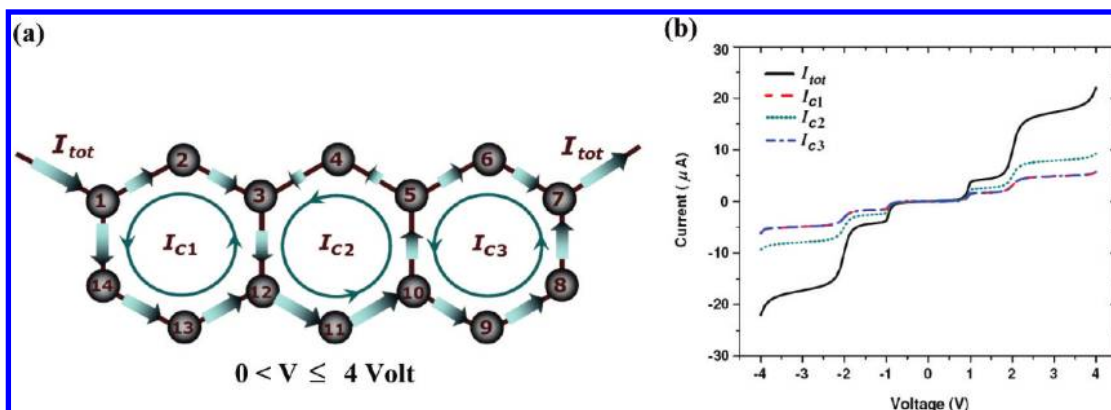 (a)
I_tot
I_tot
1
2
3
4
5
6
7
8
9
10
11
12
13
14
I_C1
I_C2
I_C3
0 < V ≤ 4 Volt
(b)
30
20
10
0
-10
-20
-30
Current ( μ A)
I_tot
I_c1
I_c2
I_c3
-4 -3 -2 -1 0 1 2 3 4
Voltage (V)